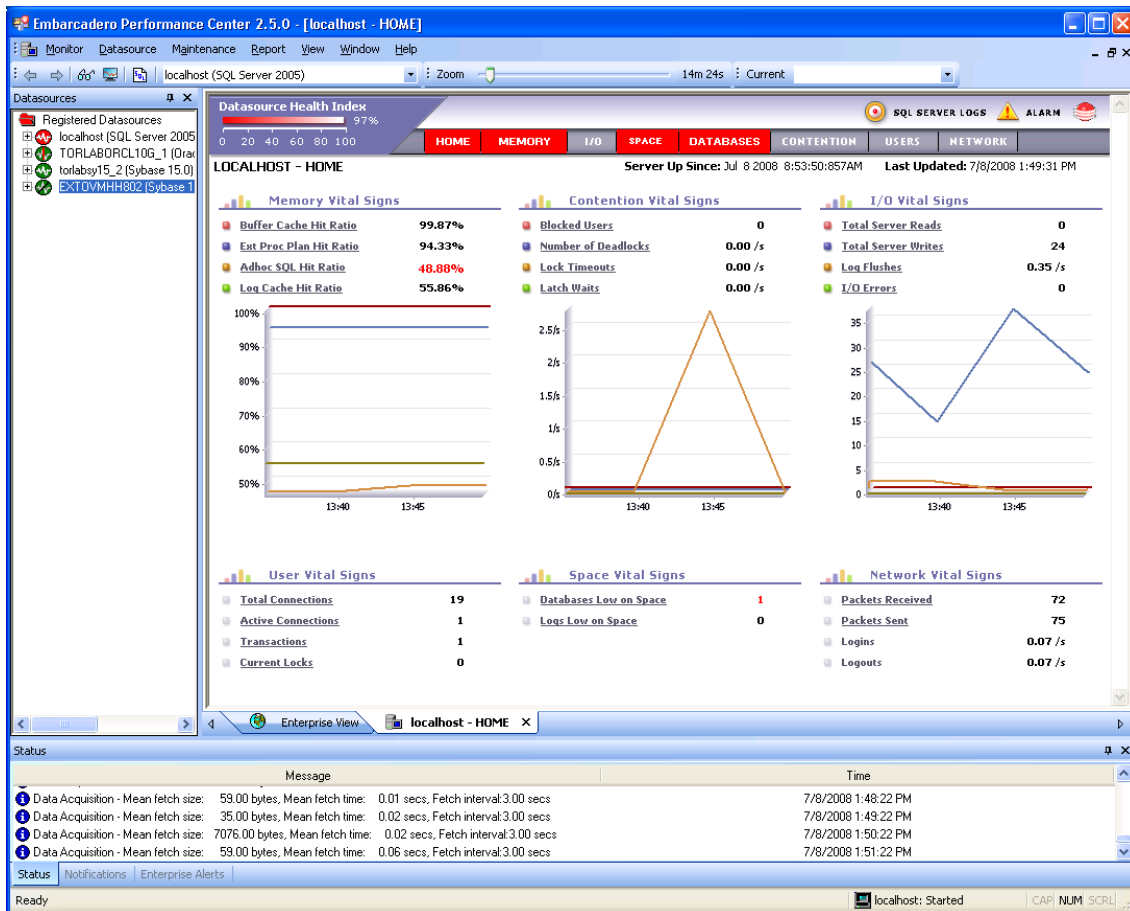 Embarcadero Performance Center 2.5.0 - [localhost - HOME]
Monitor Datasource Maintenance Report View Window Help
localhost (SQL Server 2005) Zoom 14m 24s Current
Datasources
Registered Datasources
localhost (SQL Server 2005
TORLABORCL10G_1 (Orac
torlabsy15_2 (Sybase 15.0)
EXTOVMHH802 (Sybase 1
Datasource Health Index
97%
0 20 40 60 80 100
SQL SERVER LOGS ALARM
HOME MEMORY I/O SPACE DATABASES CONTENTION USERS NETWORK
LOCALHOST - HOME Server Up Since: Jul 8 2008 8:53:50:857AM Last Updated: 7/8/2008 1:49:31 PM
Memory Vital Signs
Buffer Cache Hit Ratio 99.87%
Ext Proc Plan Hit Ratio 94.33%
Adhoc SQL Hit Ratio 48.88%
Log Cache Hit Ratio 55.86%
100%
90%
80%
70%
60%
50%
13:40 13:45
Contention Vital Signs
Blocked Users 0
Number of Deadlocks 0.00 /s
Lock Timeouts 0.00 /s
Latch Waits 0.00 /s
2.5/s
2/s
1.5/s
1/s
0.5/s
0/s
13:40 13:45
I/O Vital Signs
Total Server Reads 0
Total Server Writes 24
Log Flushes 0.35 /s
I/O Errors 0
35
30
25
20
15
10
5
0
13:40 13:45
User Vital Signs
Total Connections 19
Active Connections 1
Transactions 1
Current Locks 0
Space Vital Signs
Databases Low on Space 1
Logs Low on Space 0
Network Vital Signs
Packets Received 72
Packets Sent 75
Logins 0.07 /s
Logouts 0.07 /s
Enterprise View localhost - HOME
Status
Message Time
Data Acquisition - Mean fetch size: 59.00 bytes, Mean fetch time: 0.01 secs, Fetch interval:3.00 secs 7/8/2008 1:48:22 PM
Data Acquisition - Mean fetch size: 35.00 bytes, Mean fetch time: 0.02 secs, Fetch interval:3.00 secs 7/8/2008 1:49:22 PM
Data Acquisition - Mean fetch size: 7076.00 bytes, Mean fetch time: 0.02 secs, Fetch interval:3.00 secs 7/8/2008 1:50:22 PM
Data Acquisition - Mean fetch size: 59.00 bytes, Mean fetch time: 0.06 secs, Fetch interval:3.00 secs 7/8/2008 1:51:22 PM
Status Notifications Enterprise Alerts
Ready localhost: Started CAP NUM SCRL